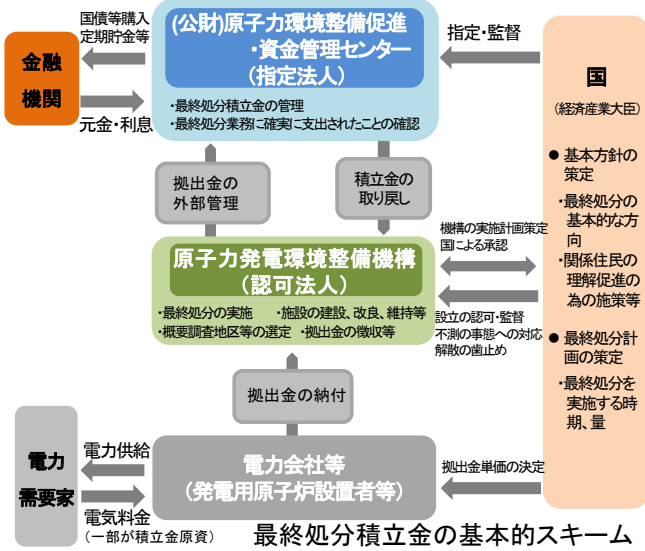 国債等購入
定期貯金等
金融
機関
元金・利息
(公財)原子力環境整備促進
・資金管理センター
(指定法人)
・最終処分積立金の管理
・最終処分業務に確実に支出されたことの確認
指定・監督
国
(経済産業大臣)
● 基本方針の
策定
・最終処分の
基本的な方
向
・関係住民の
理解促進の
為の施策等
● 最終処分計
画の策定
・最終処分を
実施する時
期、量
拠出金の
外部管理
積立金の
取り戻し
機構の実施計画策定
国による承認
原子力発電環境整備機構
(認可法人)
・最終処分の実施 ・施設の建設、改良、維持等
・概要調査地区等の選定 ・拠出金の徴収等
設立の認可・監督
不測の事態への対応
解散の歯止め
拠出金の納付
電力
需要家
電力供給
電気料金
(一部が積立金原資)
電力会社等
(発電用原子炉設置者等)
拠出金単価の決定
最終処分積立金の基本的スキーム